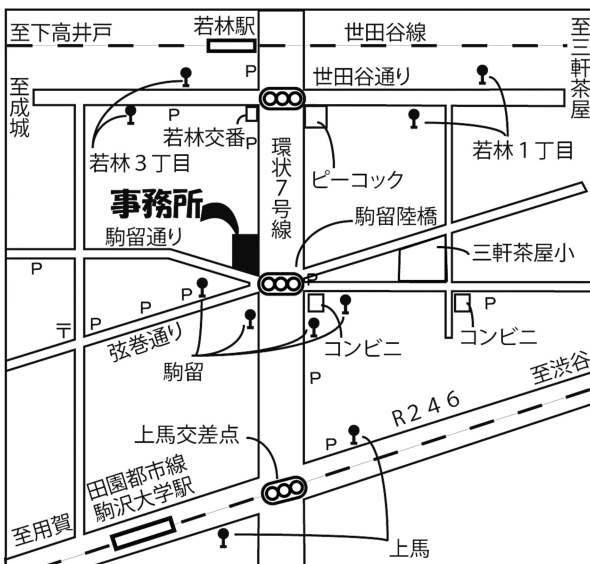 至下高井戸
若林駅
世田谷線
至三軒茶屋
P
世田谷通り
至成城
P
若林交番
P
若林3丁目
環状7号線
ピーコック
若林1丁目
事務所
駒留通り
駒留陸橋
三軒茶屋小
P
P
P
P
P
P
〒
P
弦巻通り
コンビニ
コンビニ
駒留
P
至渋谷
R246
上馬交差点
P
田園都市線
駒沢大学駅
至用賀
上馬